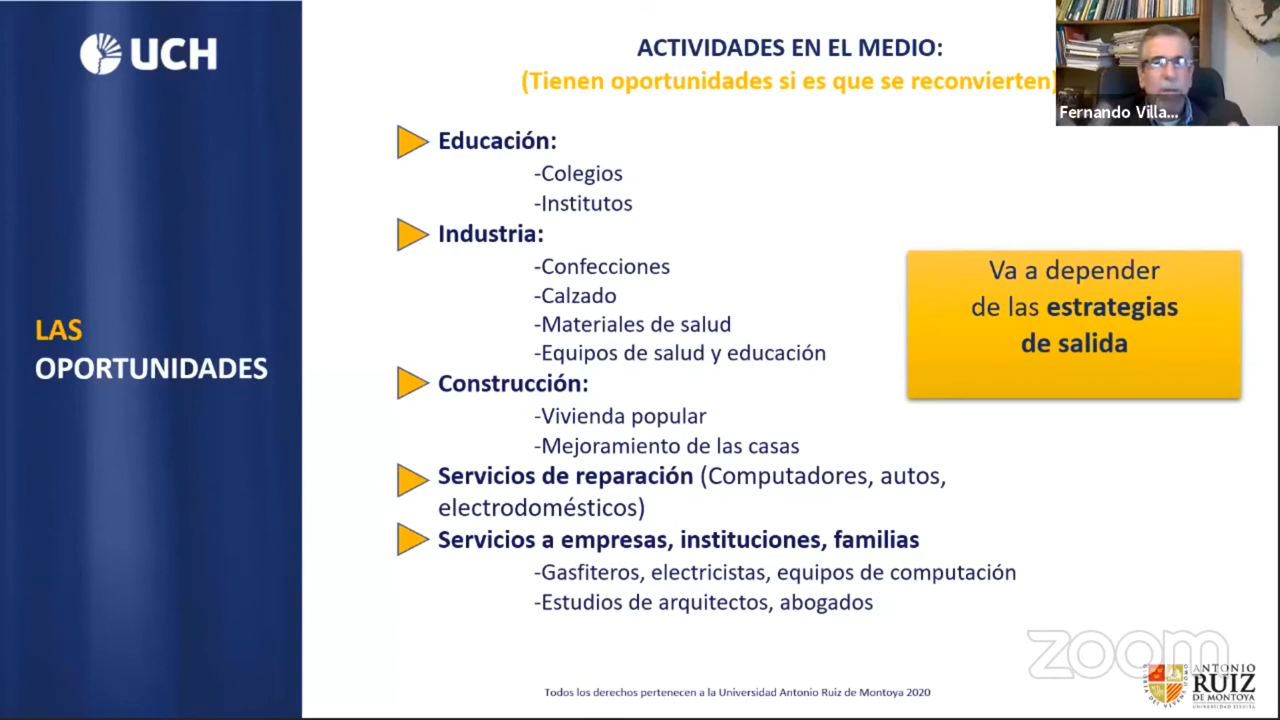 UCH
ACTIVIDADES EN EL MEDIO:
(Tienen oportunidades si es que se reconvierten)
Fernando Villa...
Educación:
-Colegios
-Institutos
Industria:
-Confecciones
-Calzado
-Materiales de salud
-Equipos de salud y educación
Va a depender
de las estrategias
de salida
LAS
OPORTUNIDADES
Construcción:
-Vivienda popular
-Mejoramiento de las casas
Servicios de reparación (Computadores, autos,
electrodomésticos)
Servicios a empresas, instituciones, familias
-Gasfiteros, electricistas, equipos de computación
-Estudios de arquitectos, abogados
zoom
ANTONIO
RUIZ
DE MONTOYA
UNIVERSIDAD JESUITA
Todos los derechos pertenecen a la Universidad Antonio Ruiz de Montoya 2020